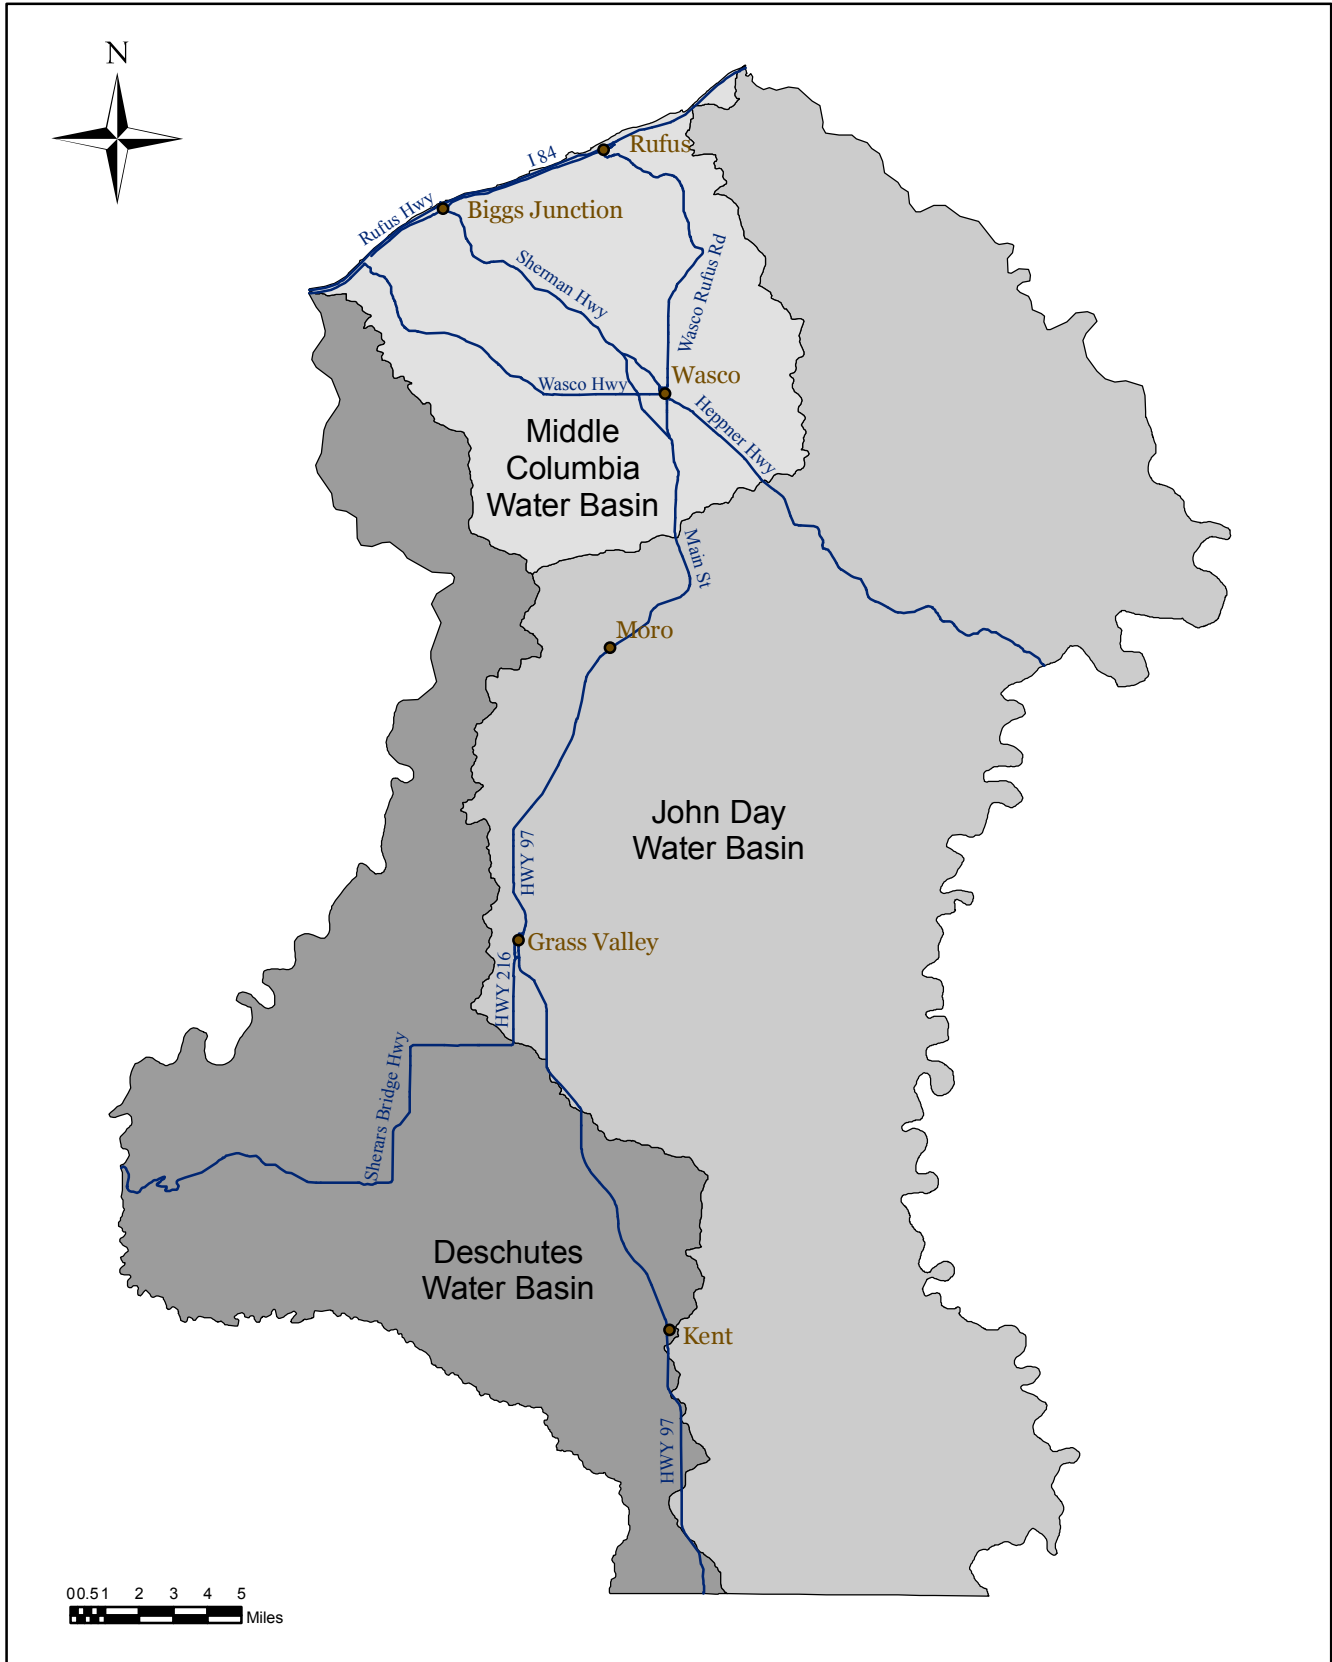 N
I 84
Rufus
Rufus Hwy
Biggs Junction
Sherman Hwy
Wasco Rufus Rd
Wasco Hwy
Wasco
Heppner Hwy
Middle
Columbia
Water Basin
Main St
Moro
John Day
Water Basin
HWY 97
Grass Valley
HWY 216
Sherars Bridge Hwy
Deschutes
Water Basin
Kent
HWY 97
0 0.5 1 2 3 4 5
Miles